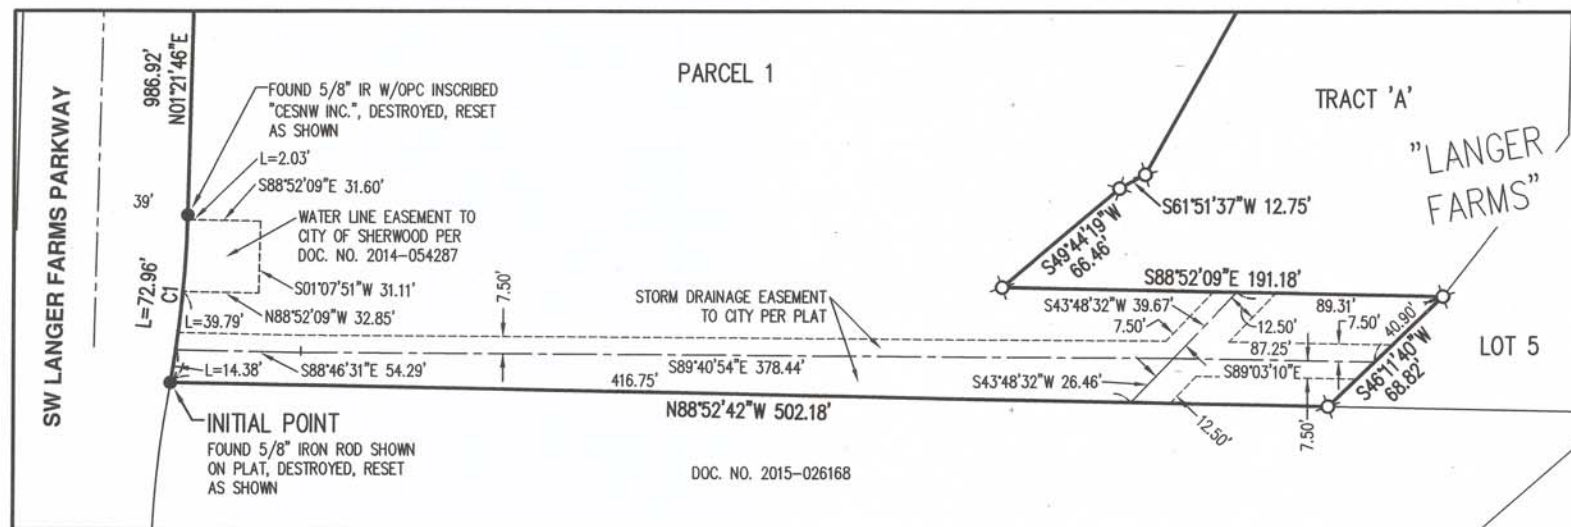 SW LANGER FARMS PARKWAY
986.92'
N01°21'46"E
FOUND 5/8" IR W/OPC INSCRIBED
"CESNW INC.", DESTROYED, RESET
AS SHOWN
L=2.03'
S88°52'09"E 31.60'
39'
WATER LINE EASEMENT TO
CITY OF SHERWOOD PER
DOC. NO. 2014-054287
S01°07'51"W 31.11'
N88°52'09"W 32.85'
L=72.96'
C1
L=39.79'
L=14.38'
S88°46'31"E 54.29'
7.50'
PARCEL 1
STORM DRAINAGE EASEMENT
TO CITY PER PLAT
S89°40'54"E 378.44'
416.75'
N88°52'42"W 502.18'
INITIAL POINT
FOUND 5/8" IRON ROD SHOWN
ON PLAT, DESTROYED, RESET
AS SHOWN
DOC. NO. 2015-026168
TRACT 'A'
"LANGER
FARMS"
S61°51'37"W 12.75'
S49°44'19"W
66.46'
S88°52'09"E 191.18'
S43°48'32"W 39.67'
7.50'
12.50'
89.31'
7.50'
40.90'
87.25'
S89°03'10"E
S43°48'32"W 26.46'
12.50'
7.50'
S46°11'40"W
68.82'
LOT 5